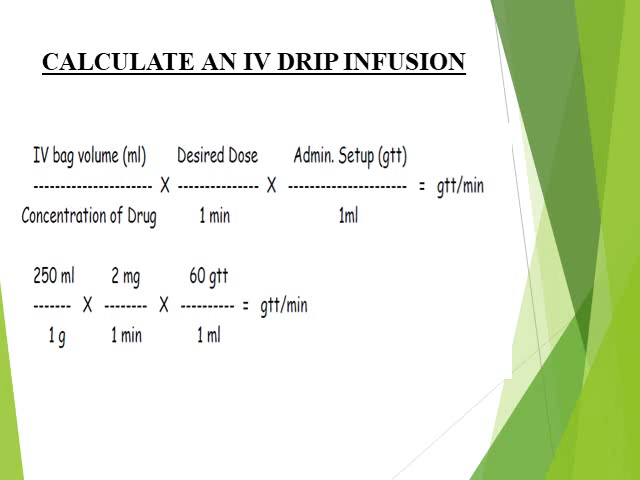 CALCULATE AN IV DRIP INFUSION
IV bag volume (ml) Desired Dose Admin. Setup (gtt)
---------------------- X --------------- X ---------------------- = gtt/min
Concentration of Drug 1 min 1ml
250 ml 2 mg 60 gtt
------- X -------- X ---------- = gtt/min
1 g 1 min 1 ml